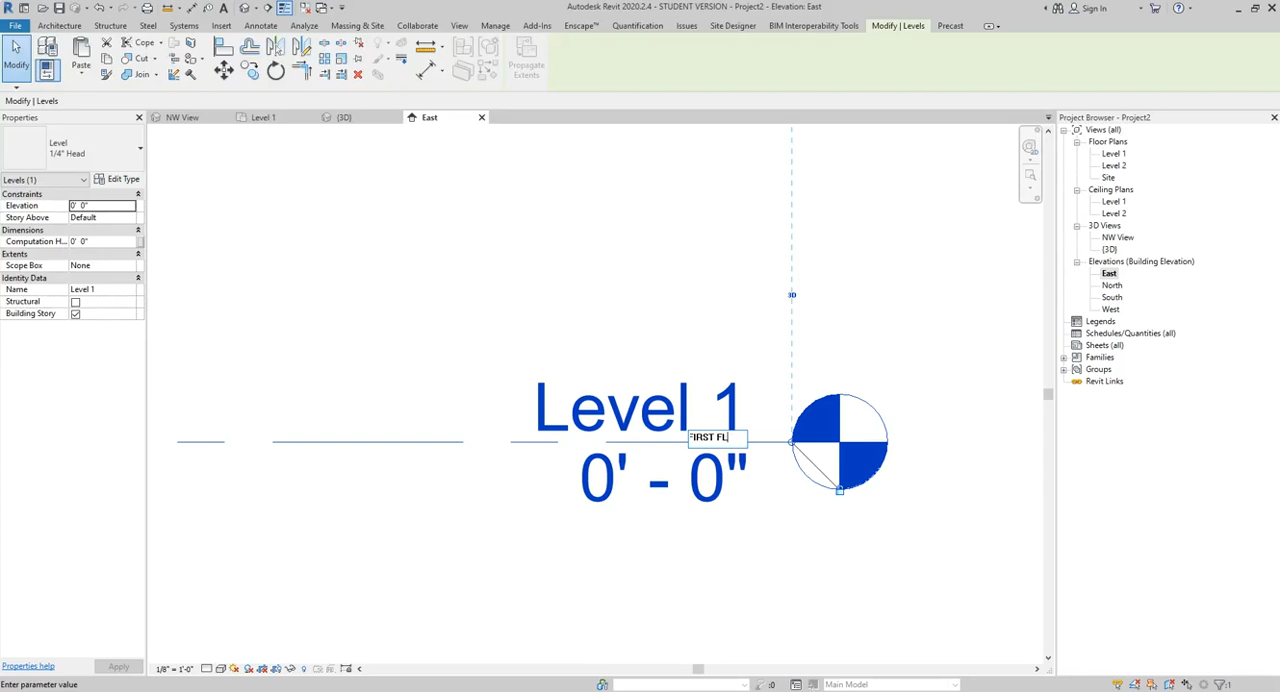 Autodesk Revit 2020.2.4 - STUDENT VERSION - Project2 - Elevation: East
Sign In
File Architecture Structure Steel Systems Insert Annotate Analyze Massing & Site Collaborate View Manage Add-Ins Enscape™ Quantification Issues Site Designer BIM Interoperability Tools Modify | Levels Precast
Modify
Paste
Cope
Cut
Join
Propagate
Extents
Modify | Levels
Properties
NW View
Level 1
{3D}
East
Project Browser - Project2
Level
1/4" Head
Levels (1)
Edit Type
Constraints
Elevation 0' 0"
Story Above Default
Dimensions
Computation H... 0' 0"
Extents
Scope Box None
Identity Data
Name Level 1
Structural
Building Story
3D
Level 1
FIRST FL
0' - 0"
Views (all)
Floor Plans
Level 1
Level 2
Site
Ceiling Plans
Level 1
Level 2
3D Views
NW View
{3D}
Elevations (Building Elevation)
East
North
South
West
Legends
Schedules/Quantities (all)
Sheets (all)
Families
Groups
Revit Links
Properties help
Apply
1/8" = 1'-0"
Enter parameter value
:0
Main Model
:1